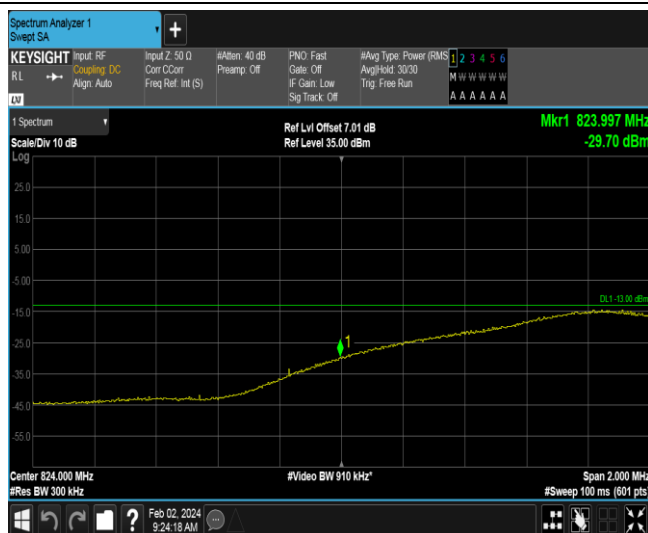 Spectrum Analyzer 1
Swept SA
+
KEYSIGHT
RL
LXI
Input: RF
Coupling: DC
Align: Auto
Input Z: 50 Ω
Corr CCorr
Freq Ref: Int (S)
#Atten: 40 dB
Preamp: Off
PNO: Fast
Gate: Off
IF Gain: Low
Sig Track: Off
#Avg Type: Power (RMS
Avg|Hold: 30/30
Trig: Free Run
1 2 3 4 5 6
M W W W W W
A A A A A A
1 Spectrum
Scale/Div 10 dB
Ref Lvl Offset 7.01 dB
Ref Level 35.00 dBm
Mkr1 823.997 MHz
-29.70 dBm
Log
25.0
15.0
5.00
-5.00
DL1 -13.00 dBm
-15.0
1
-25.0
-35.0
-45.0
-55.0
Center 824.000 MHz
#Video BW 910 kHz*
Span 2.000 MHz
#Res BW 300 kHz
#Sweep 100 ms (601 pts)
?
Feb 02, 2024
9:24:18 AM